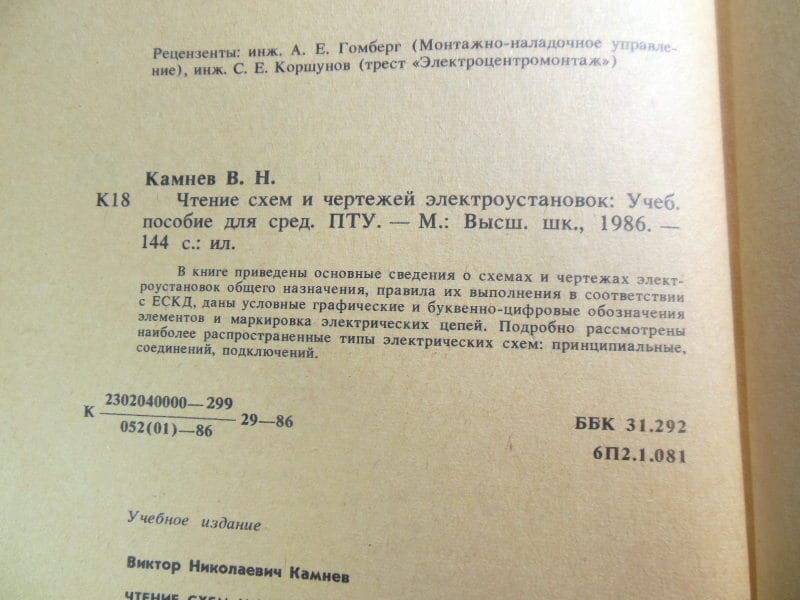 Рецензенты: инж. А. Е. Гомберг (Монтажно-наладочное управле-
ние), инж. С. Е. Коршунов (трест «Электроцентромонтаж»)
Камнев В. Н.
К18 Чтение схем и чертежей электроустановок: Учеб.
пособие для сред. ПТУ. — М.: Высш. шк., 1986. —
144 с.: ил.
В книге приведены основные сведения о схемах и чертежах элект-
роустановок общего назначения, правила их выполнения в соответствии
с ЕСКД, даны условные графические и буквенно-цифровые обозначения
элементов и маркировка электрических цепей. Подробно рассмотрены
наиболее распространенные типы электрических схем: принципиальные,
соединений, подключений.
К 2302040000—299
052(01)—86 29—86
ББК 31.292
6П2.1.081
Учебное издание
Виктор Николаевич Камнев
ЧТЕНИЕ СХЕМ И